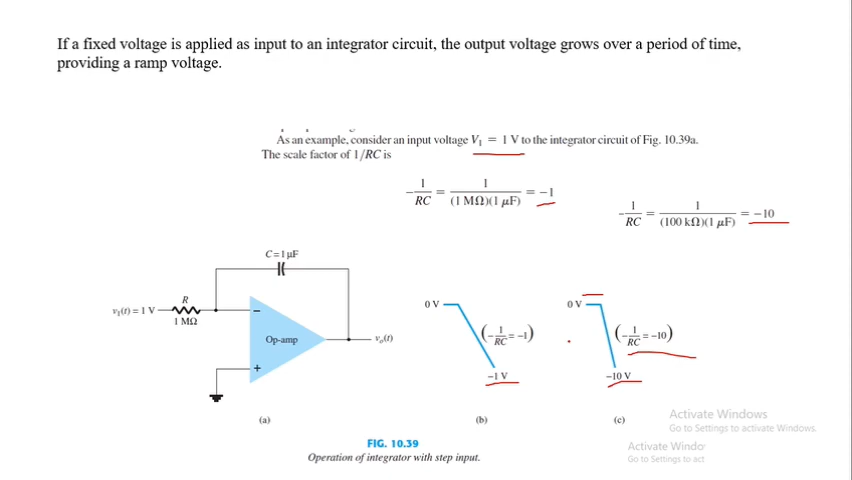 If a fixed voltage is applied as input to an integrator circuit, the output voltage grows over a period of time,
providing a ramp voltage.
As an example, consider an input voltage V₁ = 1 V to the integrator circuit of Fig. 10.39a.
The scale factor of 1/RC is
-1/RC = 1/(1 MΩ)(1 μF) = -1
-1/RC = 1/(100 kΩ)(1 μF) = -10
C = 1 μF
R
v₁(t) = 1 V
1 MΩ
-
Op-amp
+
vₒ(t)
0 V
(-1/RC = -1)
-1 V
0 V
(-1/RC = -10)
-10 V
(a)
(b)
(c)
FIG. 10.39
Operation of integrator with step input.
Activate Windows
Go to Settings to activate Windows.
Activate Windo
Go to Settings to act